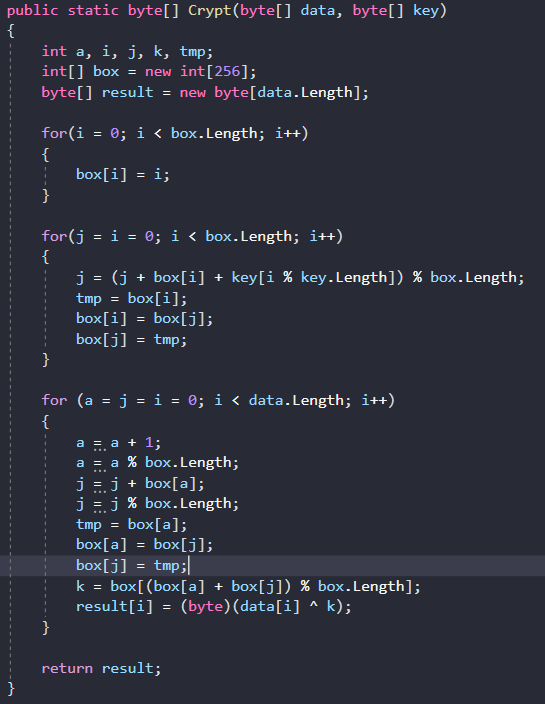 public static byte[] Crypt(byte[] data, byte[] key)
{
    int a, i, j, k, tmp;
    int[] box = new int[256];
    byte[] result = new byte[data.Length];

    for(i = 0; i < box.Length; i++)
    {
        box[i] = i;
    }

    for(j = i = 0; i < box.Length; i++)
    {
        j = (j + box[i] + key[i % key.Length]) % box.Length;
        tmp = box[i];
        box[i] = box[j];
        box[j] = tmp;
    }

    for (a = j = i = 0; i < data.Length; i++)
    {
        a = a + 1;
        a = a % box.Length;
        j = j + box[a];
        j = j % box.Length;
        tmp = box[a];
        box[a] = box[j];
        box[j] = tmp;
        k = box[(box[a] + box[j]) % box.Length];
        result[i] = (byte)(data[i] ^ k);
    }

    return result;
}